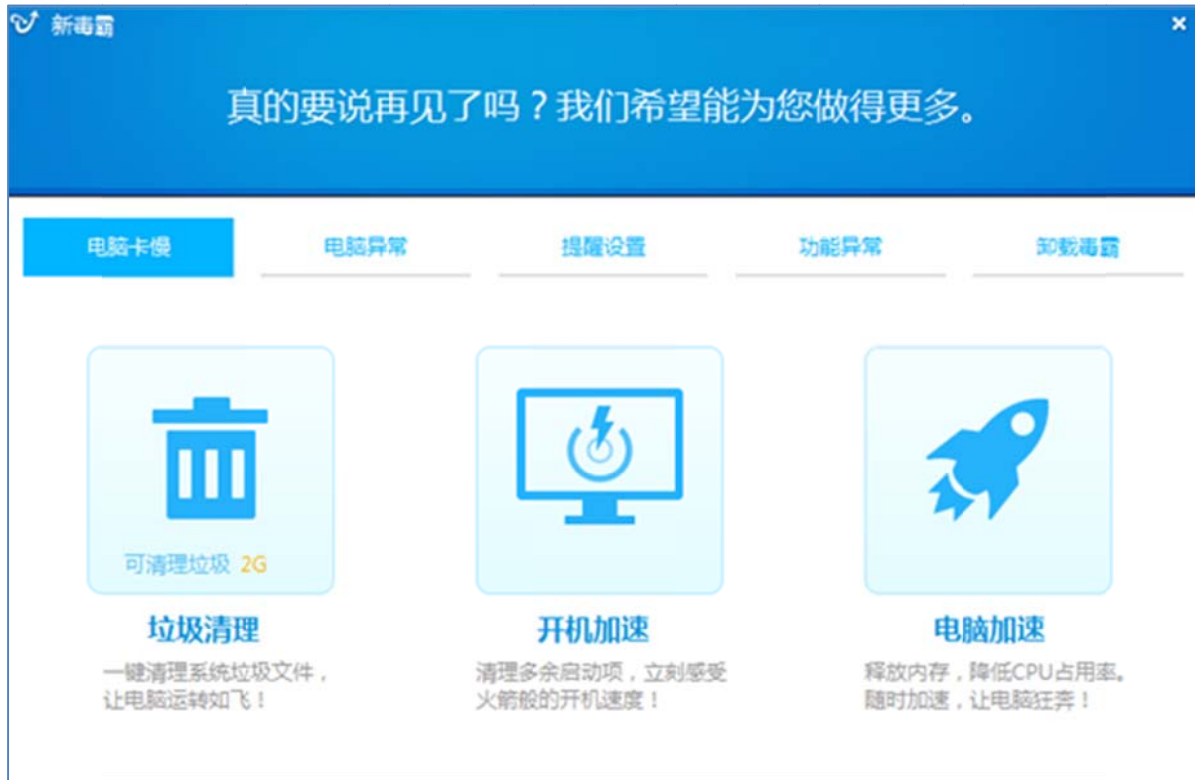 新毒霸
真的要说再见了吗？我们希望能为您做得更多。
电脑卡慢 电脑异常 提醒设置 功能异常 卸载毒霸
可清理垃圾 2G
垃圾清理 开机加速 电脑加速
一键清理系统垃圾文件， 清理多余启动项，立刻感受 释放内存，降低CPU占用率。
让电脑运转如飞！ 火箭般的开机速度！ 随时加速，让电脑狂奔！